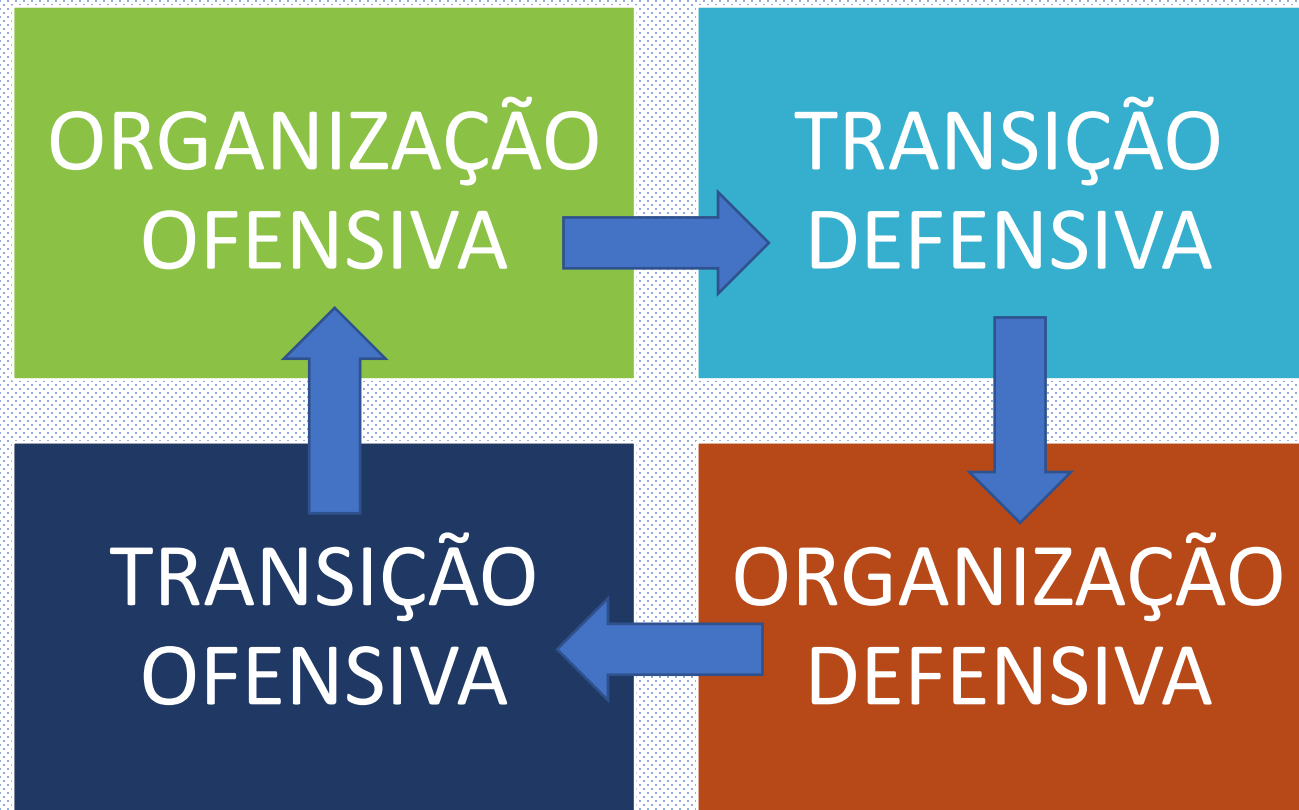 ORGANIZAÇÃO
OFENSIVA
TRANSIÇÃO
DEFENSIVA
TRANSIÇÃO
OFENSIVA
ORGANIZAÇÃO
DEFENSIVA